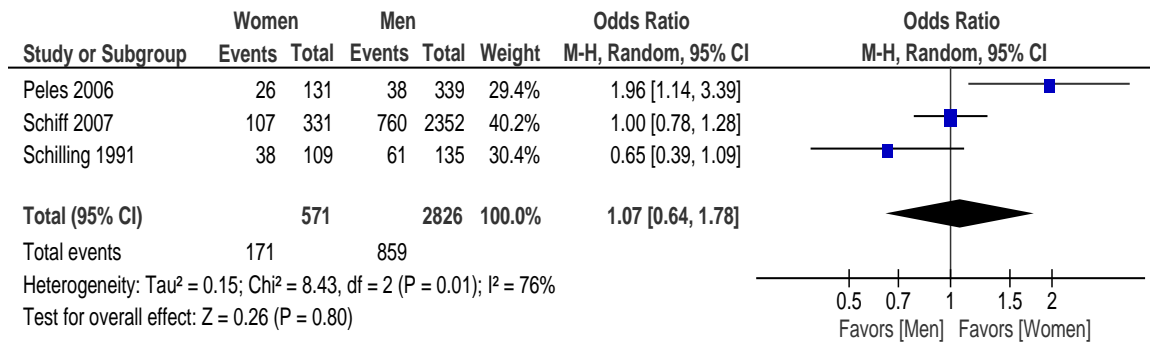 Women Men Odds Ratio Odds Ratio
Study or Subgroup Events Total Events Total Weight M-H, Random, 95% CI M-H, Random, 95% CI
Peles 2006 26 131 38 339 29.4% 1.96 [1.14, 3.39]
Schiff 2007 107 331 760 2352 40.2% 1.00 [0.78, 1.28]
Schilling 1991 38 109 61 135 30.4% 0.65 [0.39, 1.09]
Total (95% CI) 571 2826 100.0% 1.07 [0.64, 1.78]
Total events 171 859
Heterogeneity: Tau² = 0.15; Chi² = 8.43, df = 2 (P = 0.01); I² = 76%
Test for overall effect: Z = 0.26 (P = 0.80)
0.5 0.7 1 1.5 2
Favors [Men] Favors [Women]